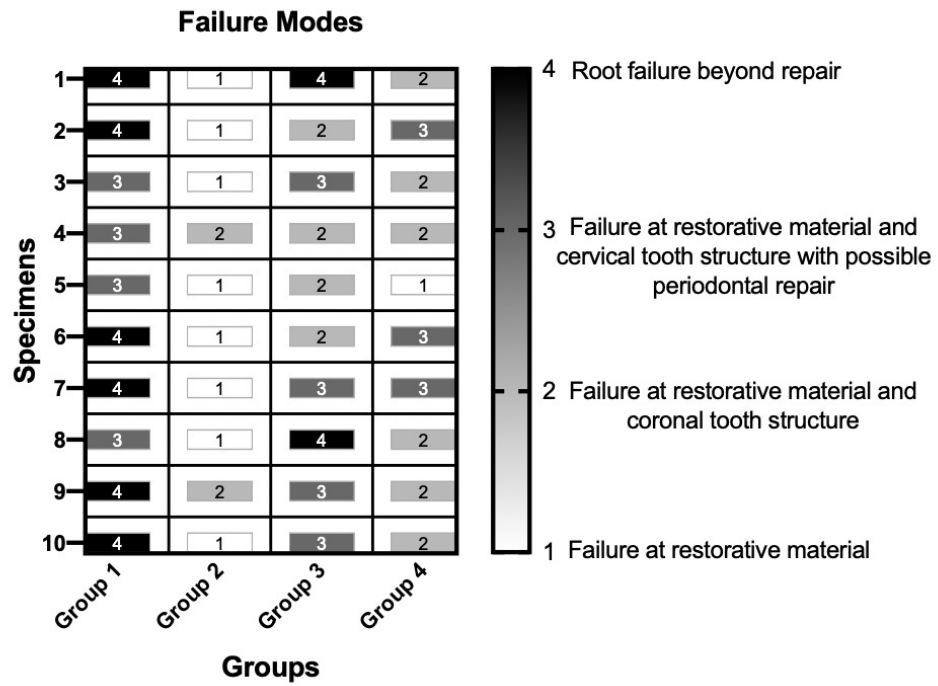 Failure Modes
1 4 1 4 2
2 4 1 2 3
3 3 1 3 2
4 3 2 2 2
5 3 1 2 1
6 4 1 2 3
7 4 1 3 3
8 3 1 4 2
9 4 2 3 2
10 4 1 3 2
Specimens
Group 1 Group 2 Group 3 Group 4
Groups
4 Root failure beyond repair
3 Failure at restorative material and
cervical tooth structure with possible
periodontal repair
2 Failure at restorative material and
coronal tooth structure
1 Failure at restorative material